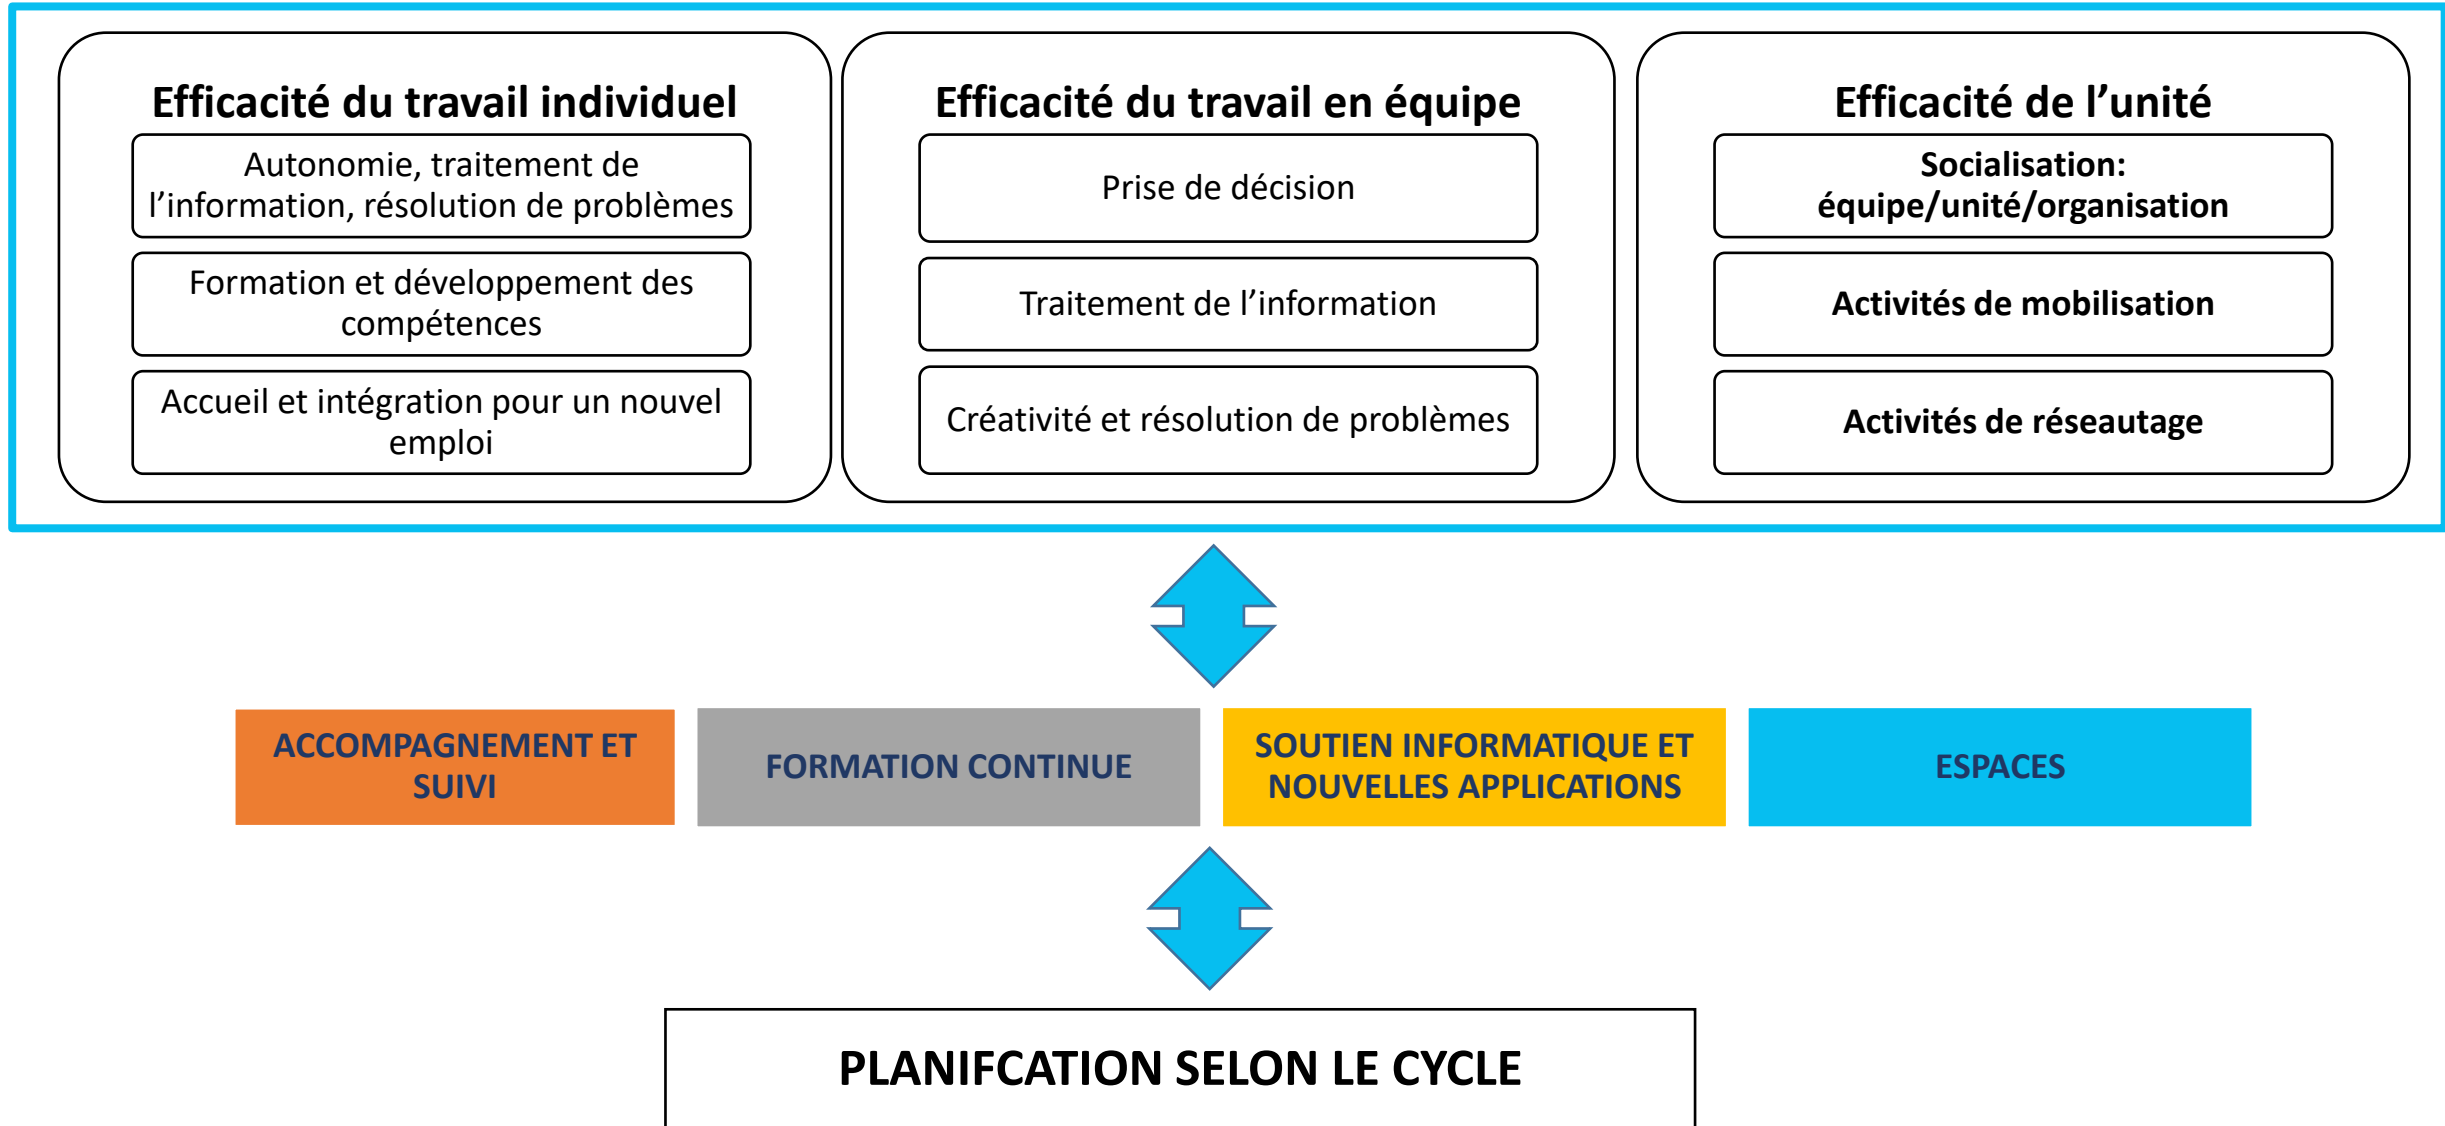 Efficacité du travail individuel
Autonomie, traitement de
l’information, résolution de problèmes
Formation et développement des
compétences
Accueil et intégration pour un nouvel
emploi
Efficacité du travail en équipe
Prise de décision
Traitement de l’information
Créativité et résolution de problèmes
Efficacité de l’unité
Socialisation:
équipe/unité/organisation
Activités de mobilisation
Activités de réseautage
ACCOMPAGNEMENT ET
SUIVI
FORMATION CONTINUE
SOUTIEN INFORMATIQUE ET
NOUVELLES APPLICATIONS
ESPACES
PLANIFCATION SELON LE CYCLE